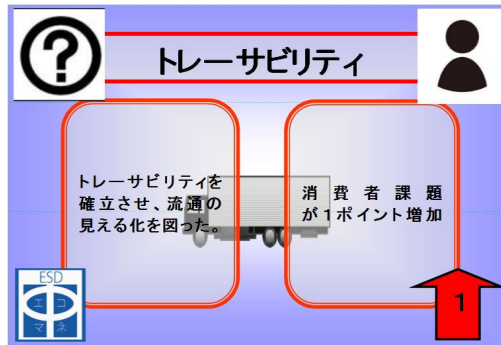 ?
トレーサビリティ
トレーサビリティを
確立させ、流通の
見える化を図った。
消費者課題
が1ポイント増加
ESD
エコ
マネ
1